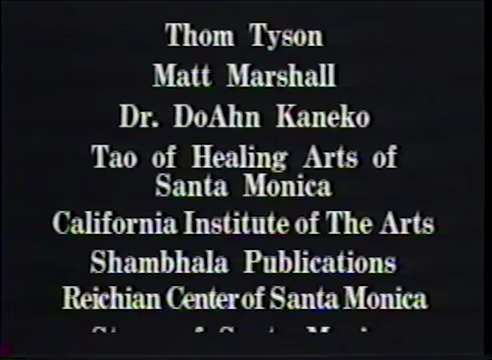 Thom Tyson
Matt Marshall
Dr. DoAhn Kaneko
Tao of Healing Arts of
Santa Monica
California Institute of The Arts
Shambhala Publications
Reichian Center of Santa Monica